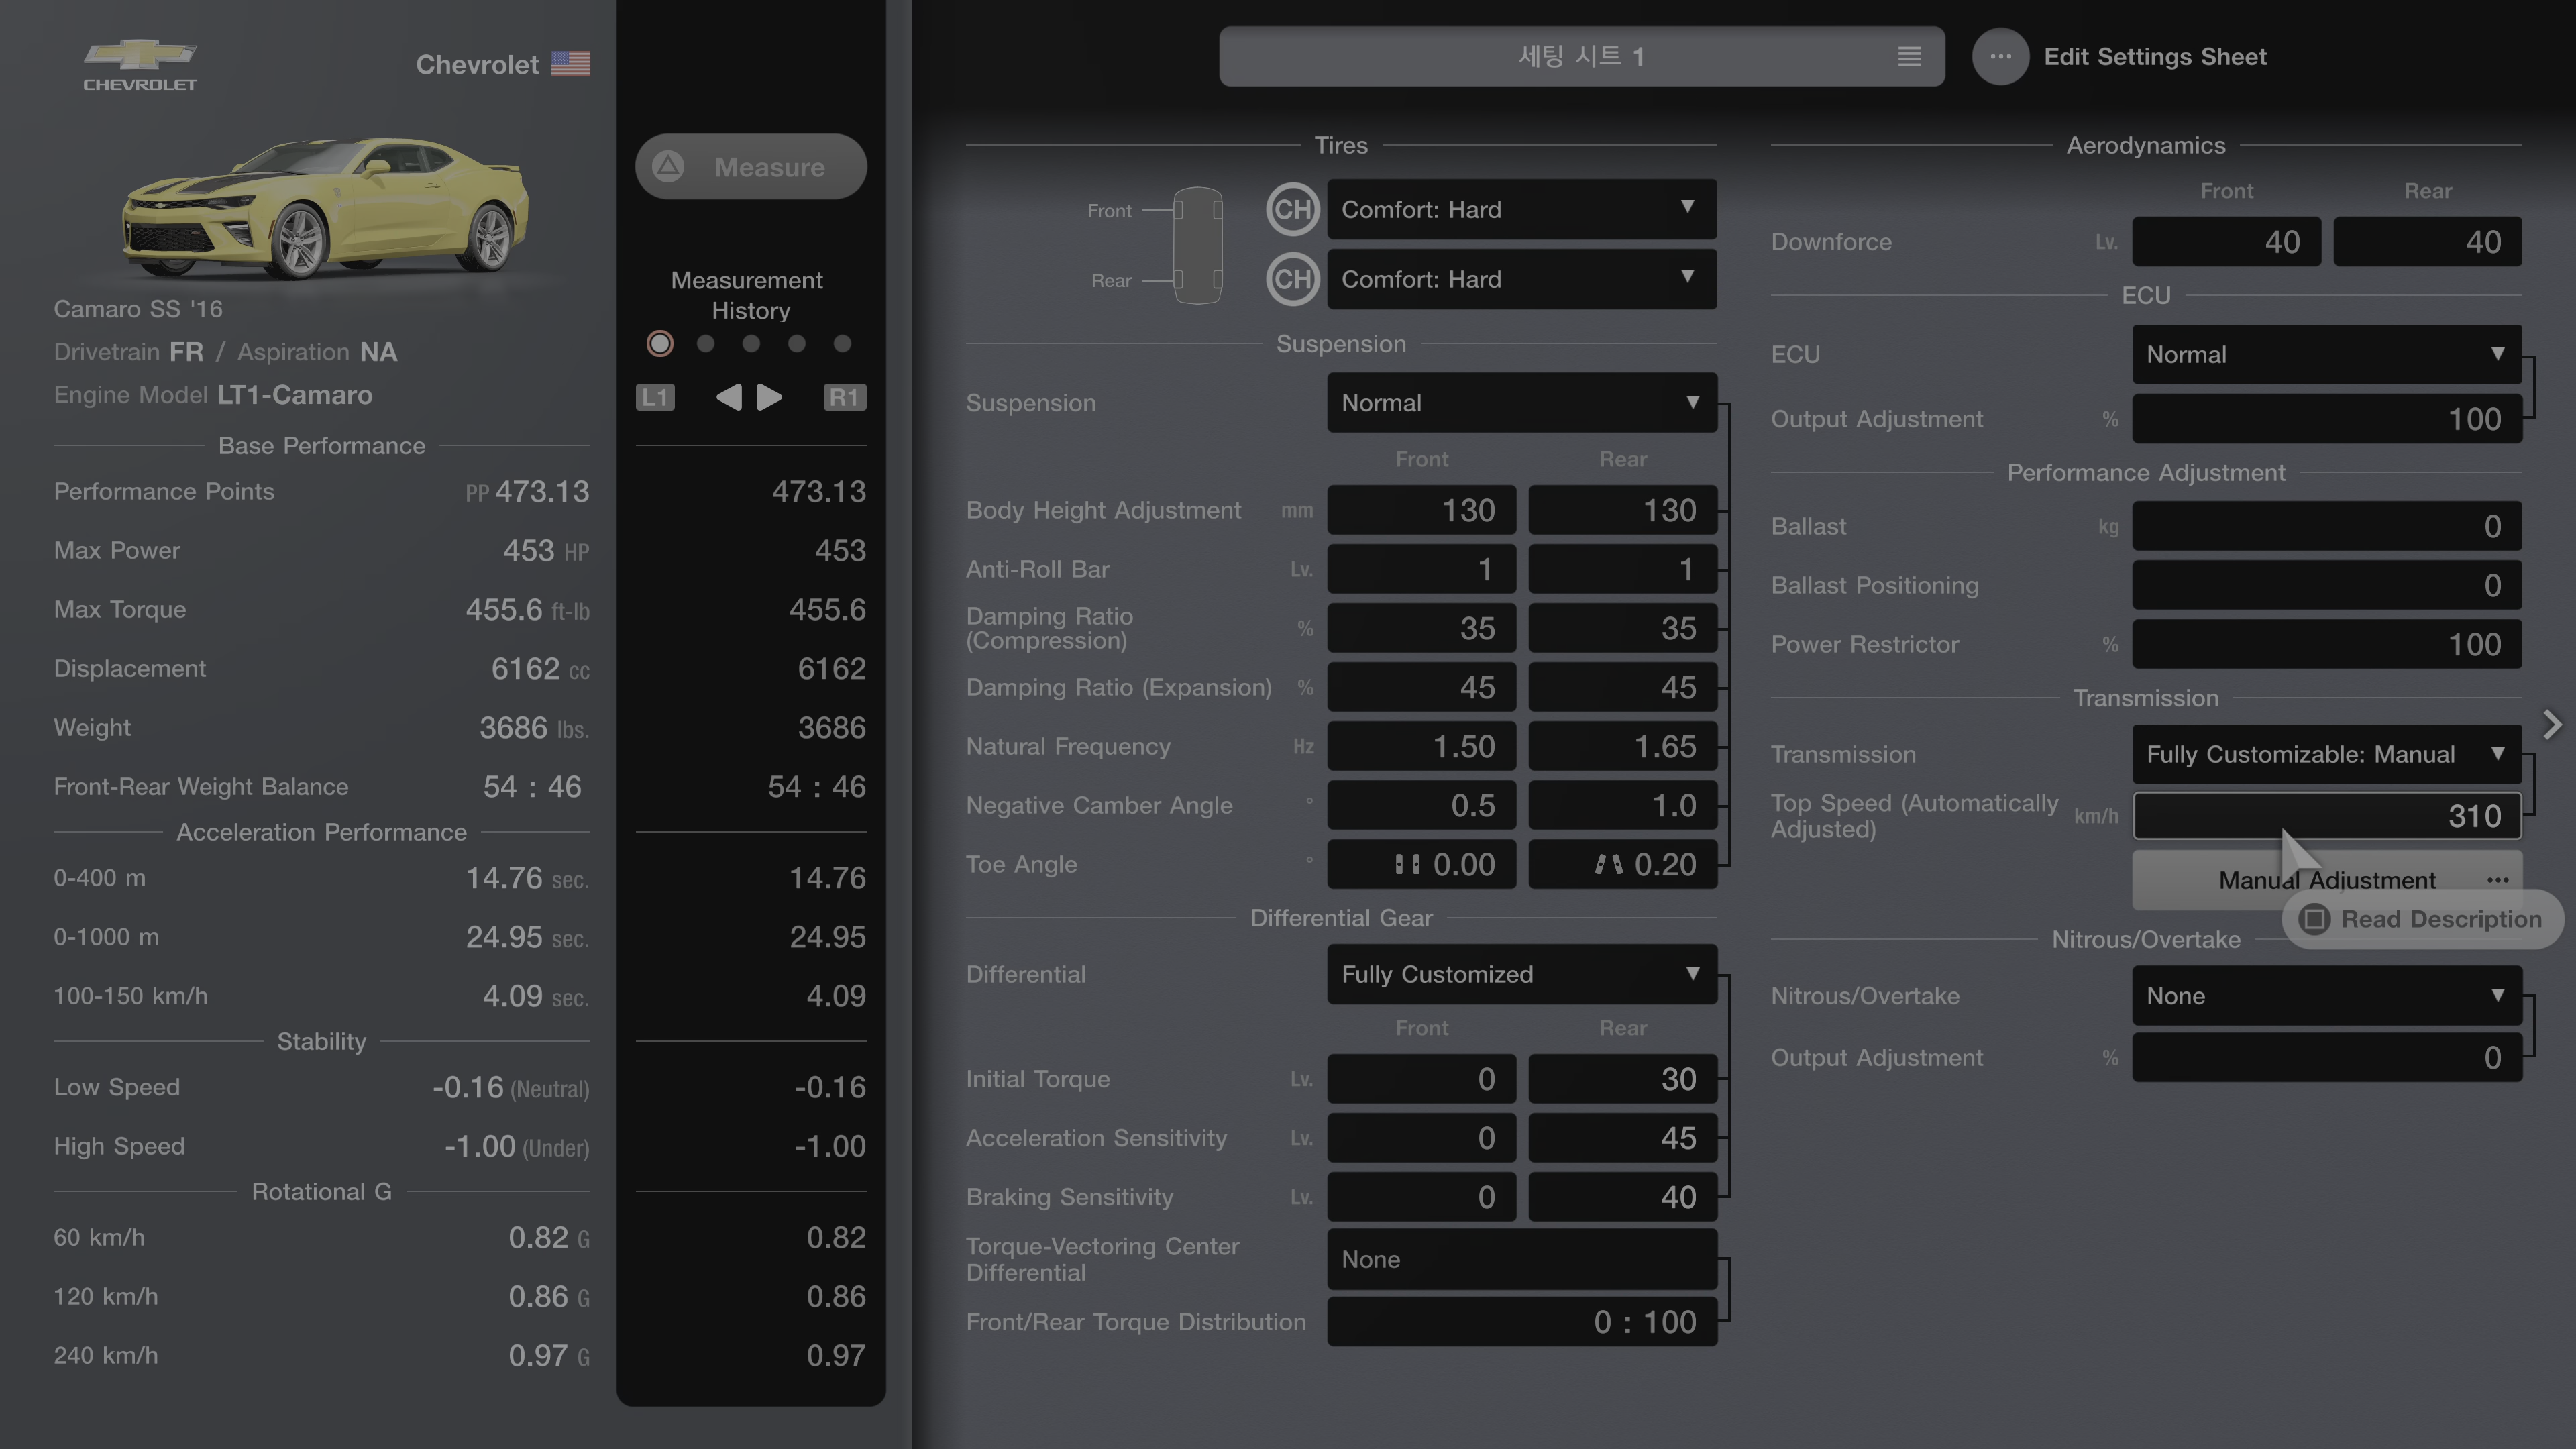 CHEVROLET
Chevrolet
Camaro SS '16
Drivetrain FR / Aspiration NA
Engine Model LT1-Camaro
Base Performance
Performance Points PP 473.13
Max Power 453 HP
Max Torque 455.6 ft-lb
Displacement 6162 cc
Weight 3686 lbs.
Front-Rear Weight Balance 54 : 46
Acceleration Performance
0-400 m 14.76 sec.
0-1000 m 24.95 sec.
100-150 km/h 4.09 sec.
Stability
Low Speed -0.16 (Neutral)
High Speed -1.00 (Under)
Rotational G
60 km/h 0.82 G
120 km/h 0.86 G
240 km/h 0.97 G
Measure
Measurement
History
L1 R1
473.13
453
455.6
6162
3686
54 : 46
14.76
24.95
4.09
-0.16
-1.00
0.82
0.86
0.97
세팅 시트 1
... Edit Settings Sheet
Tires
Front CH Comfort: Hard
Rear CH Comfort: Hard
Suspension
Suspension Normal
Front Rear
Body Height Adjustment mm 130 130
Anti-Roll Bar Lv. 1 1
Damping Ratio
(Compression) % 35 35
Damping Ratio (Expansion) % 45 45
Natural Frequency Hz 1.50 1.65
Negative Camber Angle ° 0.5 1.0
Toe Angle ° 0.00 0.20
Differential Gear
Differential Fully Customized
Front Rear
Initial Torque Lv. 0 30
Acceleration Sensitivity Lv. 0 45
Braking Sensitivity Lv. 0 40
Torque-Vectoring Center
Differential None
Front/Rear Torque Distribution 0 : 100
Aerodynamics
Front Rear
Downforce Lv. 40 40
ECU
ECU Normal
Output Adjustment % 100
Performance Adjustment
Ballast kg 0
Ballast Positioning 0
Power Restrictor % 100
Transmission
Transmission Fully Customizable: Manual
Top Speed (Automatically
Adjusted) km/h 310
Manual Adjustment ...
Read Description
Nitrous/Overtake
Nitrous/Overtake None
Output Adjustment % 0